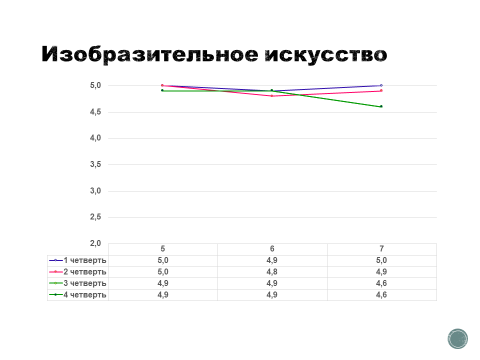 Изобразительное искусство
5,0
4,5
4,0
3,5
3,0
2,5
2,0
5 6 7
1 четверть 5,0 4,9 5,0
2 четверть 5,0 4,8 4,9
3 четверть 4,9 4,9 4,6
4 четверть 4,9 4,9 4,6